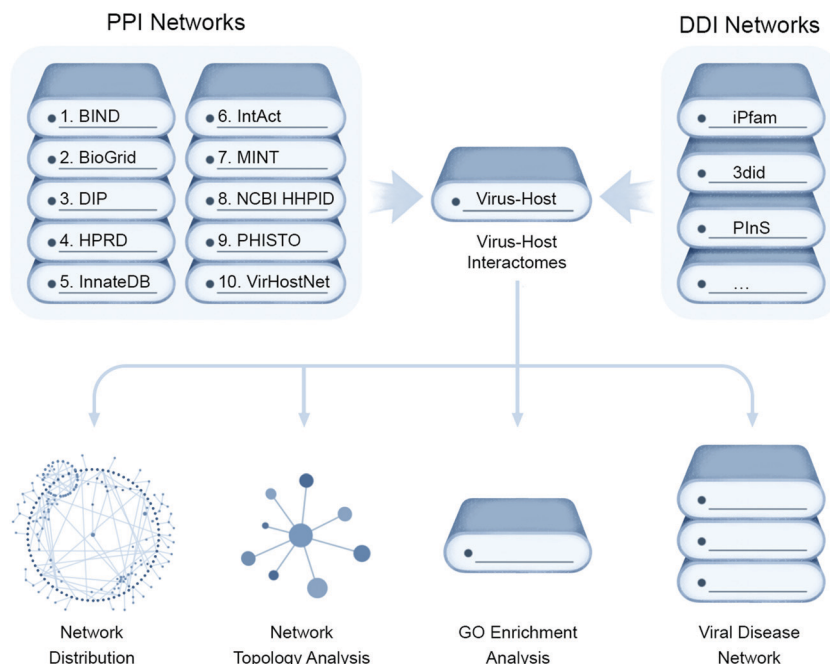 PPI Networks
1. BIND
2. BioGrid
3. DIP
4. HPRD
5. InnateDB
6. IntAct
7. MINT
8. NCBI HHPID
9. PHISTO
10. VirHostNet
Virus-Host
Virus-Host
Interactomes
DDI Networks
iPfam
3did
PInS
...
Network
Distribution
Network
Topology Analysis
GO Enrichment
Analysis
Viral Disease
Network